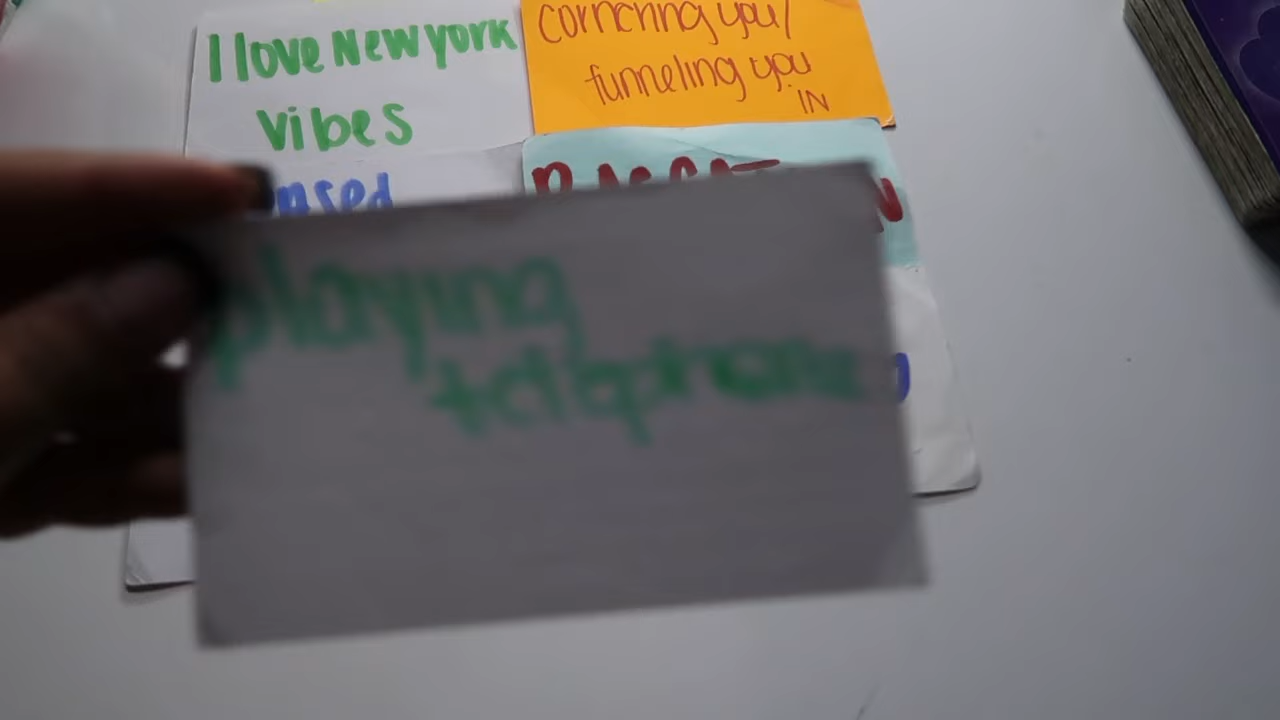 I love New York
vibes
cornering you/
funneling you
IN
playing
telephone